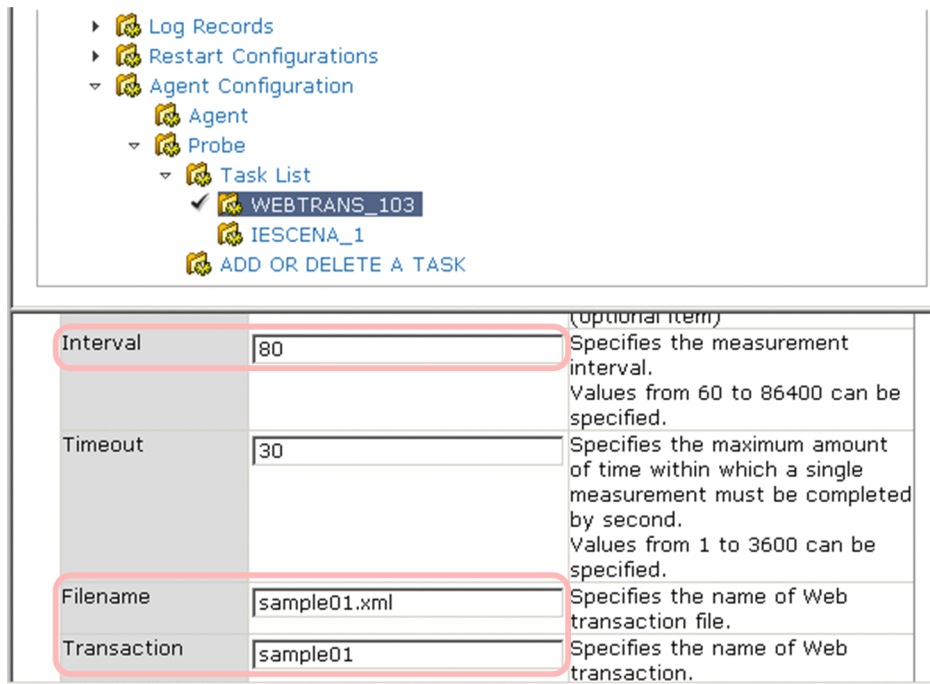 Log Records
Restart Configurations
Agent Configuration
Agent
Probe
Task List
WEBTRANS_103
IESCENA_1
ADD OR DELETE A TASK
(optional item)
Interval
80
Specifies the measurement
interval.
Values from 60 to 86400 can be
specified.
Timeout
30
Specifies the maximum amount
of time within which a single
measurement must be completed
by second.
Values from 1 to 3600 can be
specified.
Filename
sample01.xml
Specifies the name of Web
transaction file.
Transaction
sample01
Specifies the name of Web
transaction.